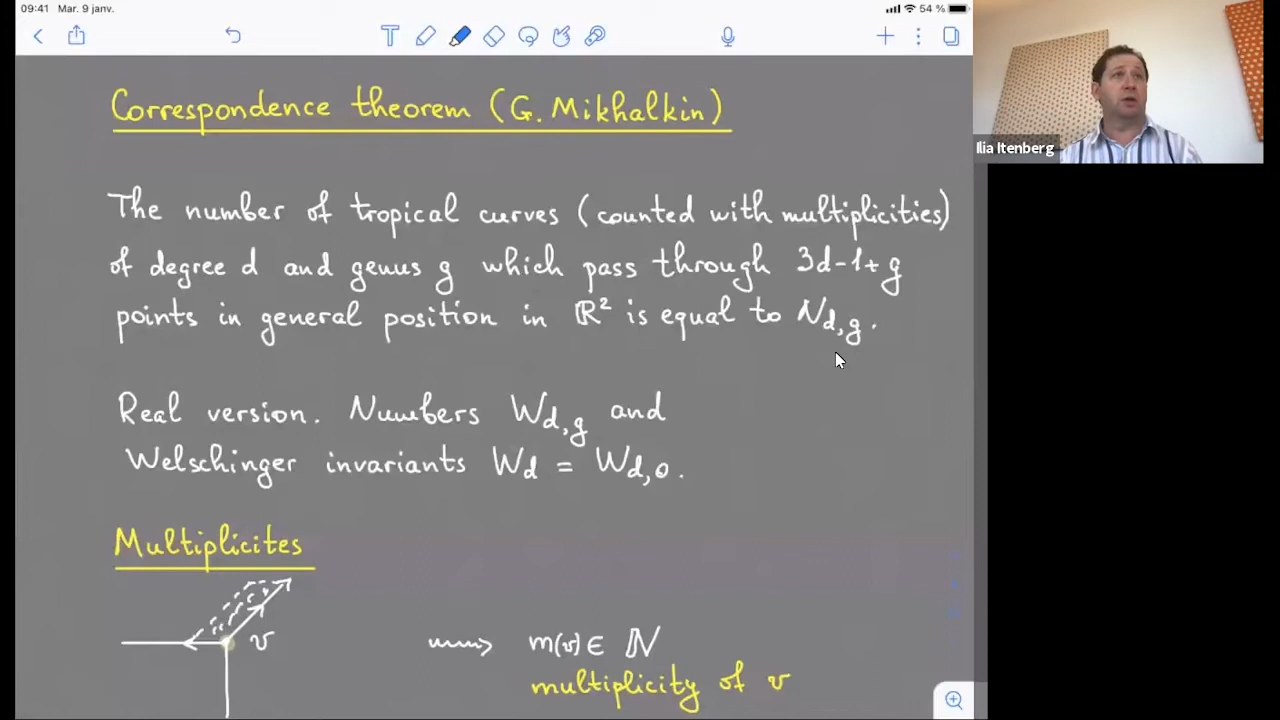 09:41 Mar. 9 janv.
54 %
Correspondence theorem (G. Mikhalkin)
Ilia Itenberg
The number of tropical curves (counted with multiplicities)
of degree d and genus g which pass through 3d-1+g
points in general position in ℝ² is equal to N_{d,g}.
Real version. Numbers W_{d,g} and
Welschinger invariants W_d = W_{d,0}.
Multiplicites
v ⟿ m(v) ∈ ℕ
multiplicity of v